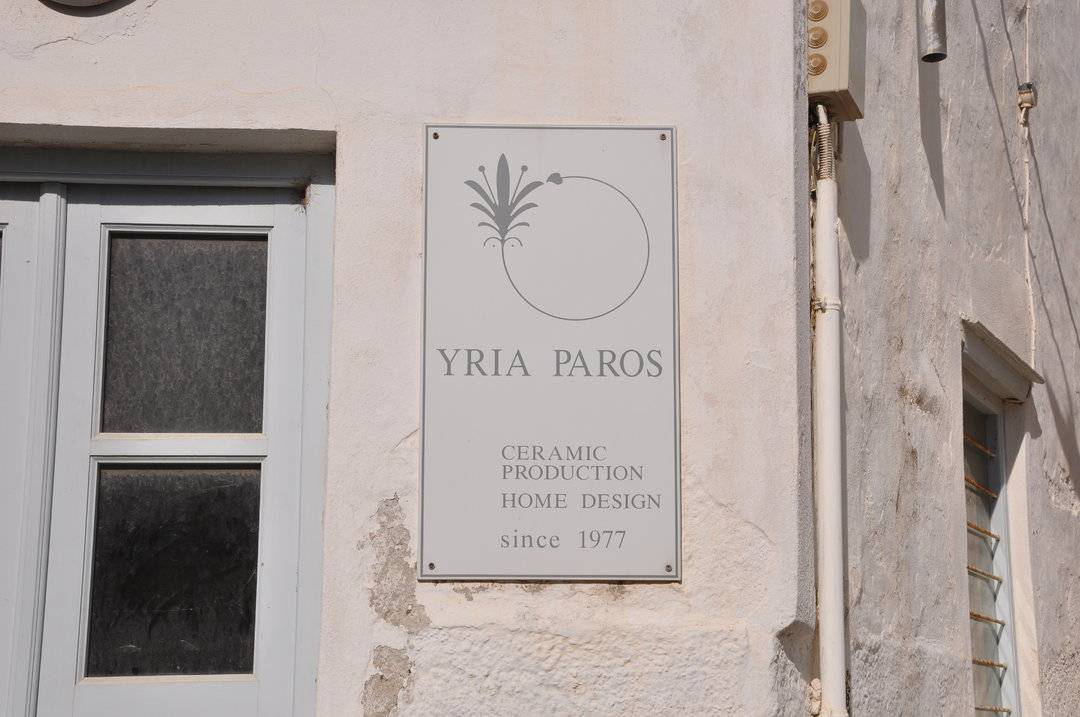 YRIA PAROS
CERAMIC
PRODUCTION
HOME DESIGN
since 1977